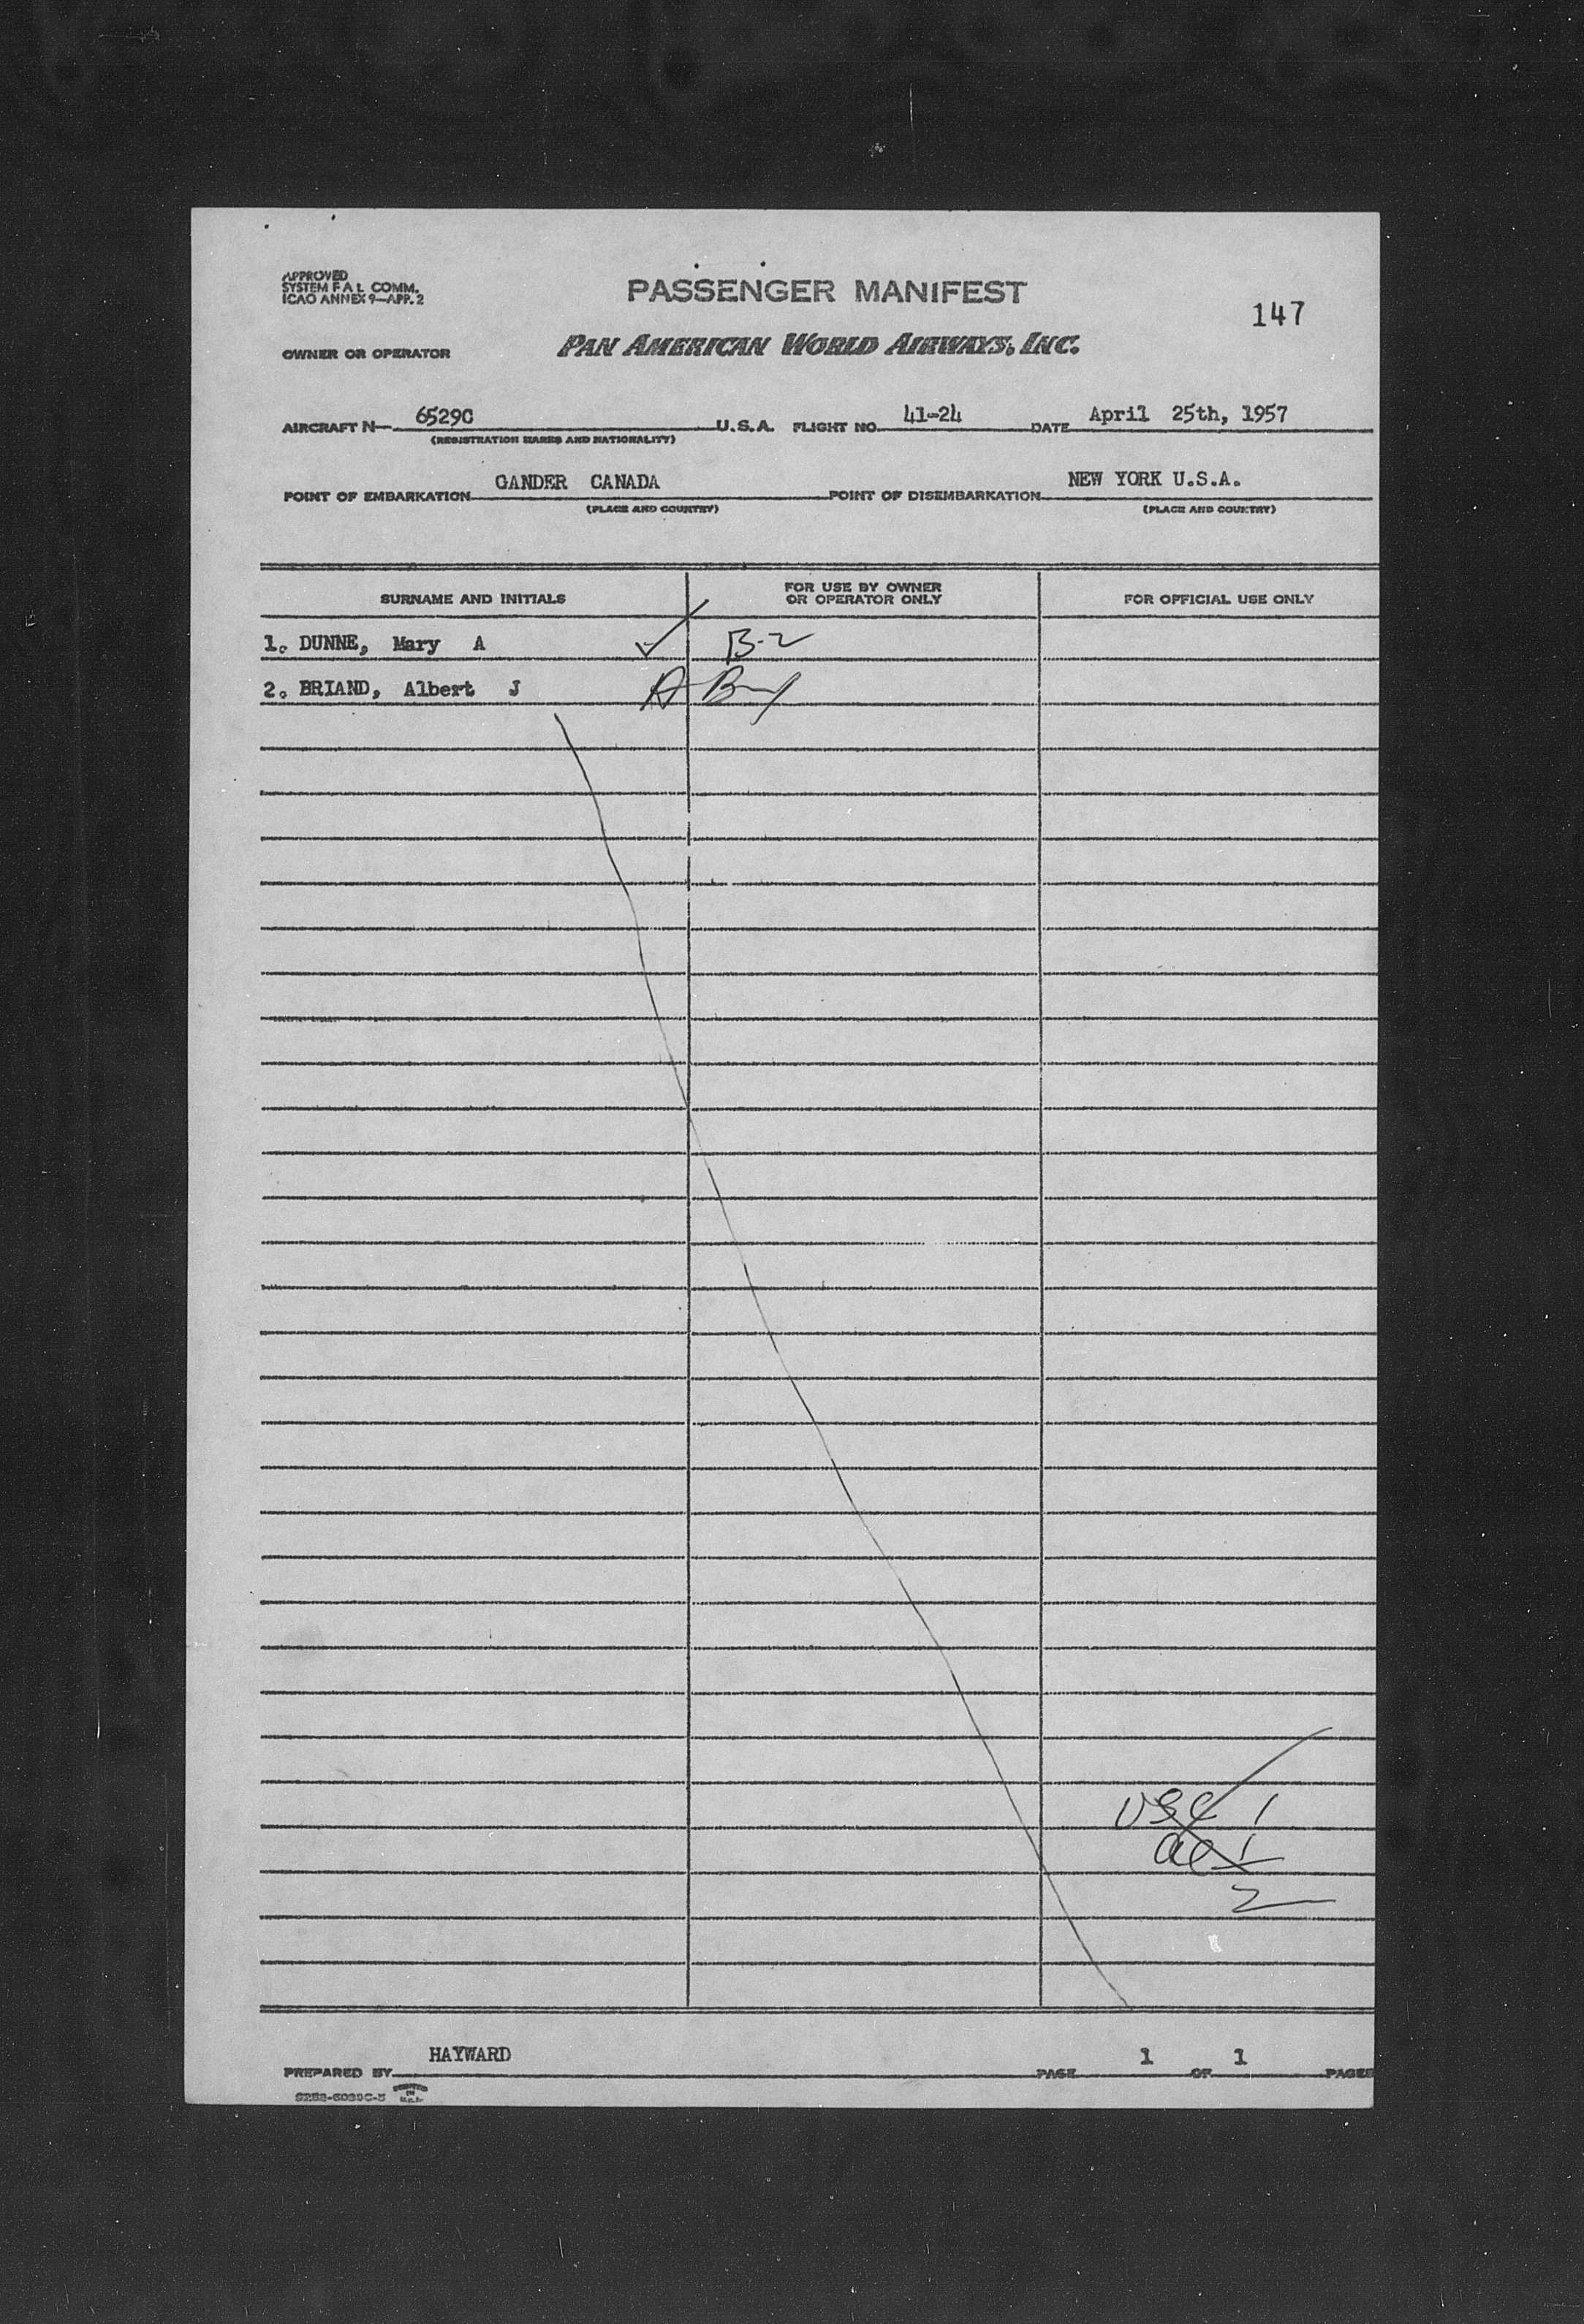 APPROVED
SYSTEM F A L COMM.
ICAO ANNEX 9—APP. 2
PASSENGER MANIFEST
147
OWNER OR OPERATOR
PAN AMERICAN WORLD AIRWAYS, INC.
AIRCRAFT N— 6529C U.S.A. FLIGHT NO. 41-24 DATE April 25th, 1957
(REGISTRATION MARKS AND NATIONALITY)
POINT OF EMBARKATION GANDER CANADA POINT OF DISEMBARKATION NEW YORK U.S.A.
(PLACE AND COUNTRY) (PLACE AND COUNTRY)
SURNAME AND INITIALS FOR USE BY OWNER OR OPERATOR ONLY FOR OFFICIAL USE ONLY
1. DUNNE, Mary A B-2
2. BRIAND, Albert J A
USC 1
al 1
2
PREPARED BY HAYWARD PAGE 1 OF 1 PAGES
PRINTED
IN
U.S.A.